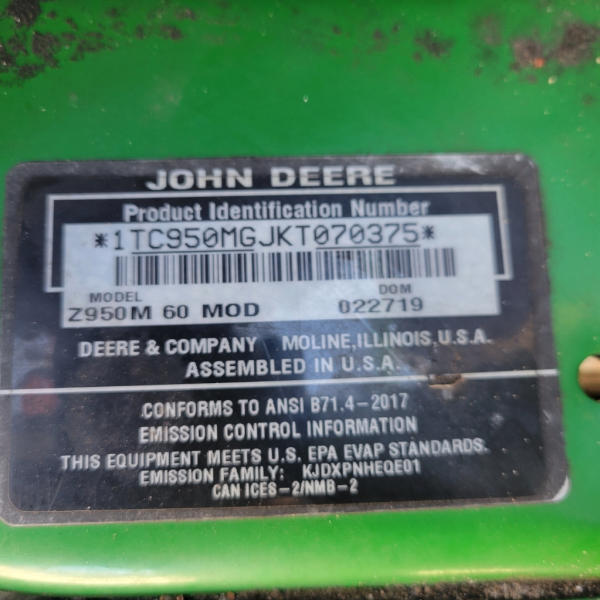 JOHN DEERE
Product Identification Number
*1TC950MGJKT070375*
MODEL DOM
Z950M 60 MOD 022719
DEERE & COMPANY MOLINE, ILLINOIS, U.S.A.
ASSEMBLED IN U.S.A.
CONFORMS TO ANSI B71.4-2017
EMISSION CONTROL INFORMATION
THIS EQUIPMENT MEETS U.S. EPA EVAP STANDARDS.
EMISSION FAMILY: KJDXPNHEQE01
CAN ICES-2/NMB-2